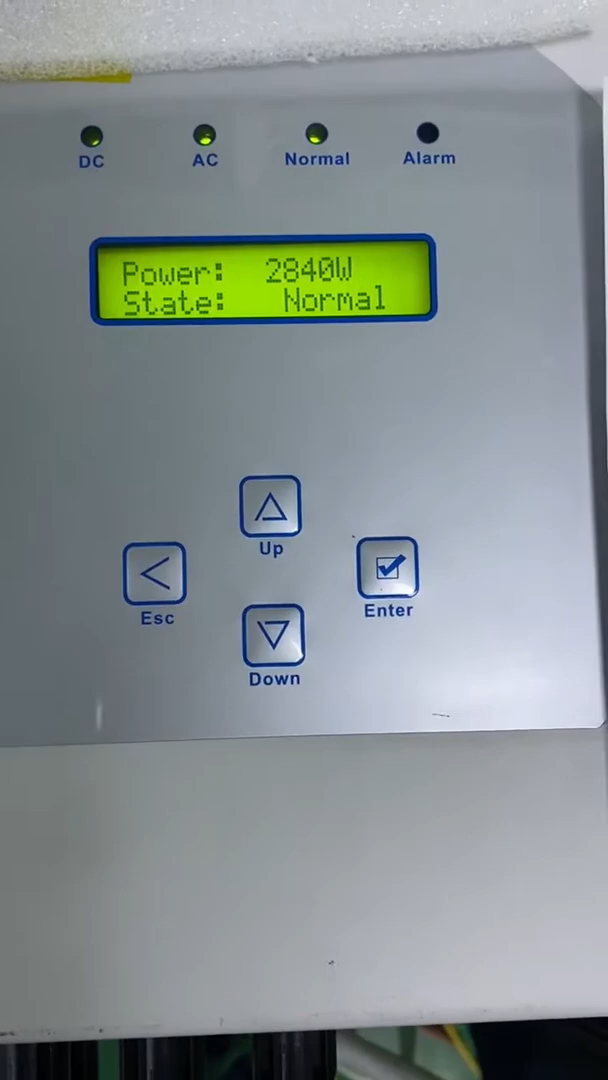 DC AC Normal Alarm
Power: 2840W
State: Normal
Up
Esc
Enter
Down